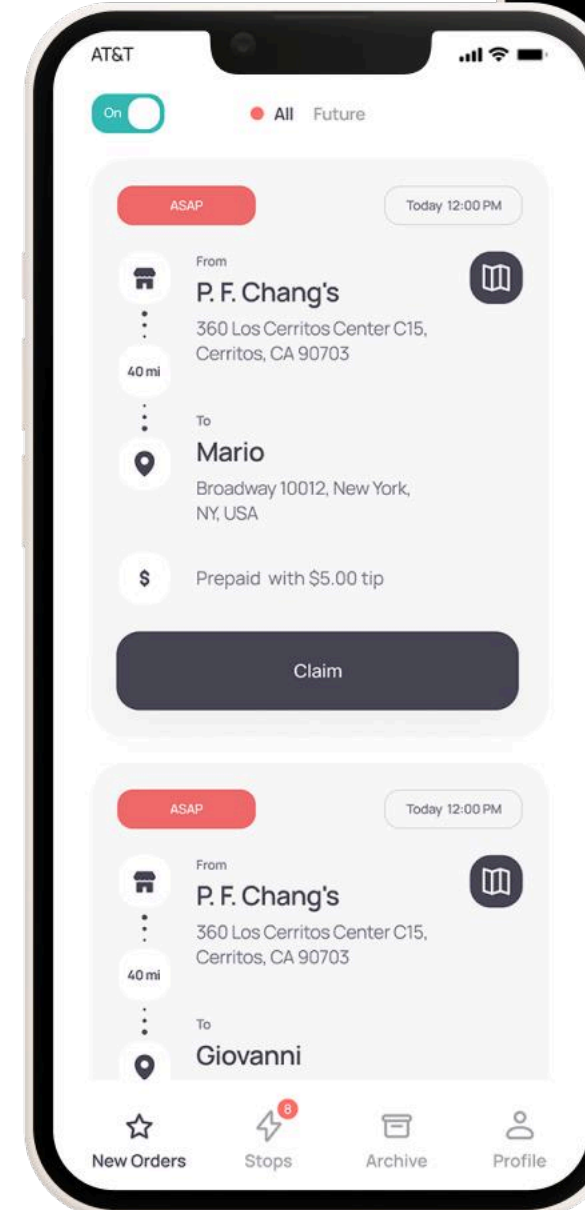 AT&T
On
All Future
ASAP
Today 12:00 PM
From
P. F. Chang's
360 Los Cerritos Center C15,
Cerritos, CA 90703
40 mi
To
Mario
Broadway 10012, New York,
NY, USA
$ Prepaid with $5.00 tip
Claim
ASAP
Today 12:00 PM
From
P. F. Chang's
360 Los Cerritos Center C15,
Cerritos, CA 90703
40 mi
To
Giovanni
8
New Orders Stops Archive Profile